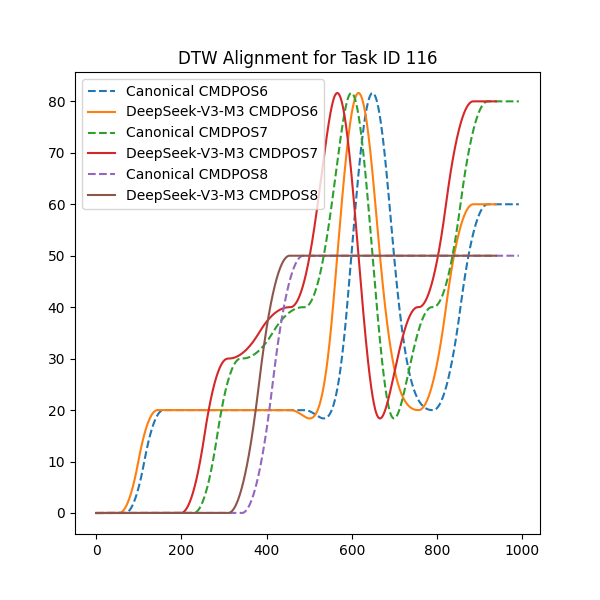 DTW Alignment for Task ID 116
Canonical CMDPOS6
DeepSeek-V3-M3 CMDPOS6
Canonical CMDPOS7
DeepSeek-V3-M3 CMDPOS7
Canonical CMDPOS8
DeepSeek-V3-M3 CMDPOS8
80
70
60
50
40
30
20
10
0
0 200 400 600 800 1000